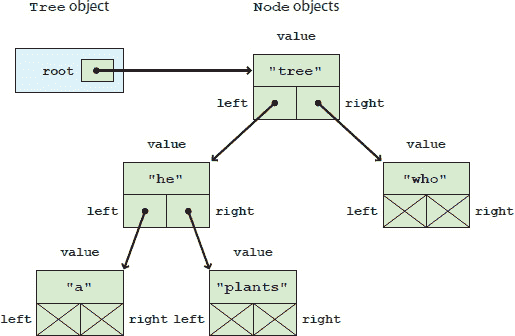 Tree object Node objects
value
root "tree"
left right
value value
"he" "who"
left right left right
value value
"a" "plants"
left right left right